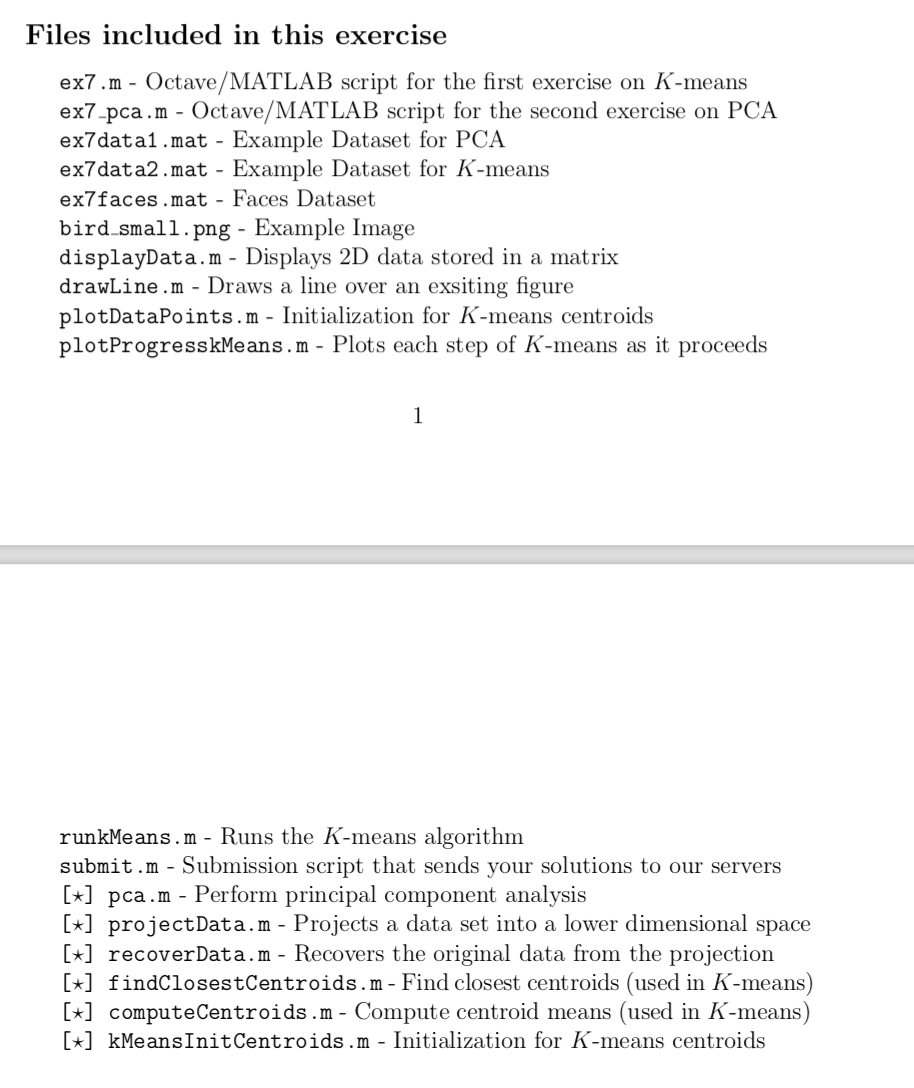 Files included in this exercise
ex7.m - Octave/MATLAB script for the first exercise on K-means
ex7_pca.m - Octave/MATLAB script for the second exercise on PCA
ex7data1.mat - Example Dataset for PCA
ex7data2.mat - Example Dataset for K-means
ex7faces.mat - Faces Dataset
bird_small.png - Example Image
displayData.m - Displays 2D data stored in a matrix
drawLine.m - Draws a line over an exsiting figure
plotDataPoints.m - Initialization for K-means centroids
plotProgresskMeans.m - Plots each step of K-means as it proceeds
1
runkMeans.m - Runs the K-means algorithm
submit.m - Submission script that sends your solutions to our servers
[⋆] pca.m - Perform principal component analysis
[⋆] projectData.m - Projects a data set into a lower dimensional space
[⋆] recoverData.m - Recovers the original data from the projection
[⋆] findClosestCentroids.m - Find closest centroids (used in K-means)
[⋆] computeCentroids.m - Compute centroid means (used in K-means)
[⋆] kMeansInitCentroids.m - Initialization for K-means centroids